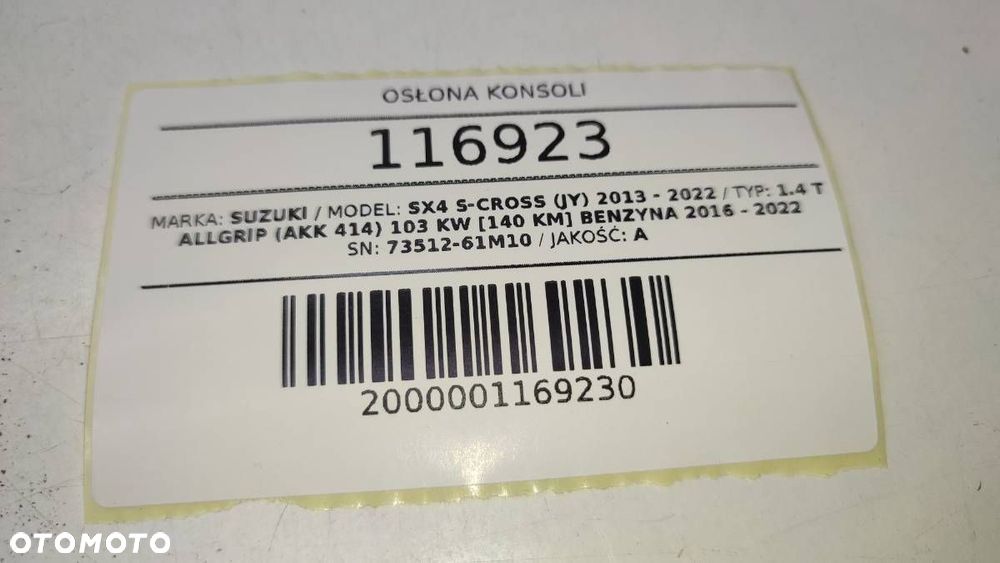 OSŁONA KONSOLI
116923
MARKA: SUZUKI / MODEL: SX4 S-CROSS (JY) 2013 - 2022 / TYP: 1.4 T
ALLGRIP (AKK 414) 103 KW [140 KM] BENZYNA 2016 - 2022
SN: 73512-61M10 / JAKOŚĆ: A
2000001169230
OTOMOTO